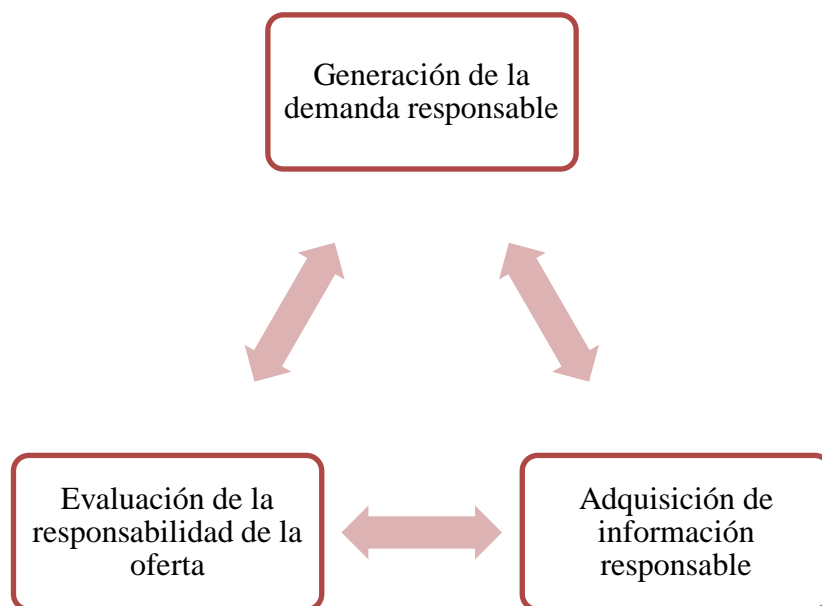 Generación de la
demanda responsable
Evaluación de la
responsabilidad de la
oferta
Adquisición de
información
responsable